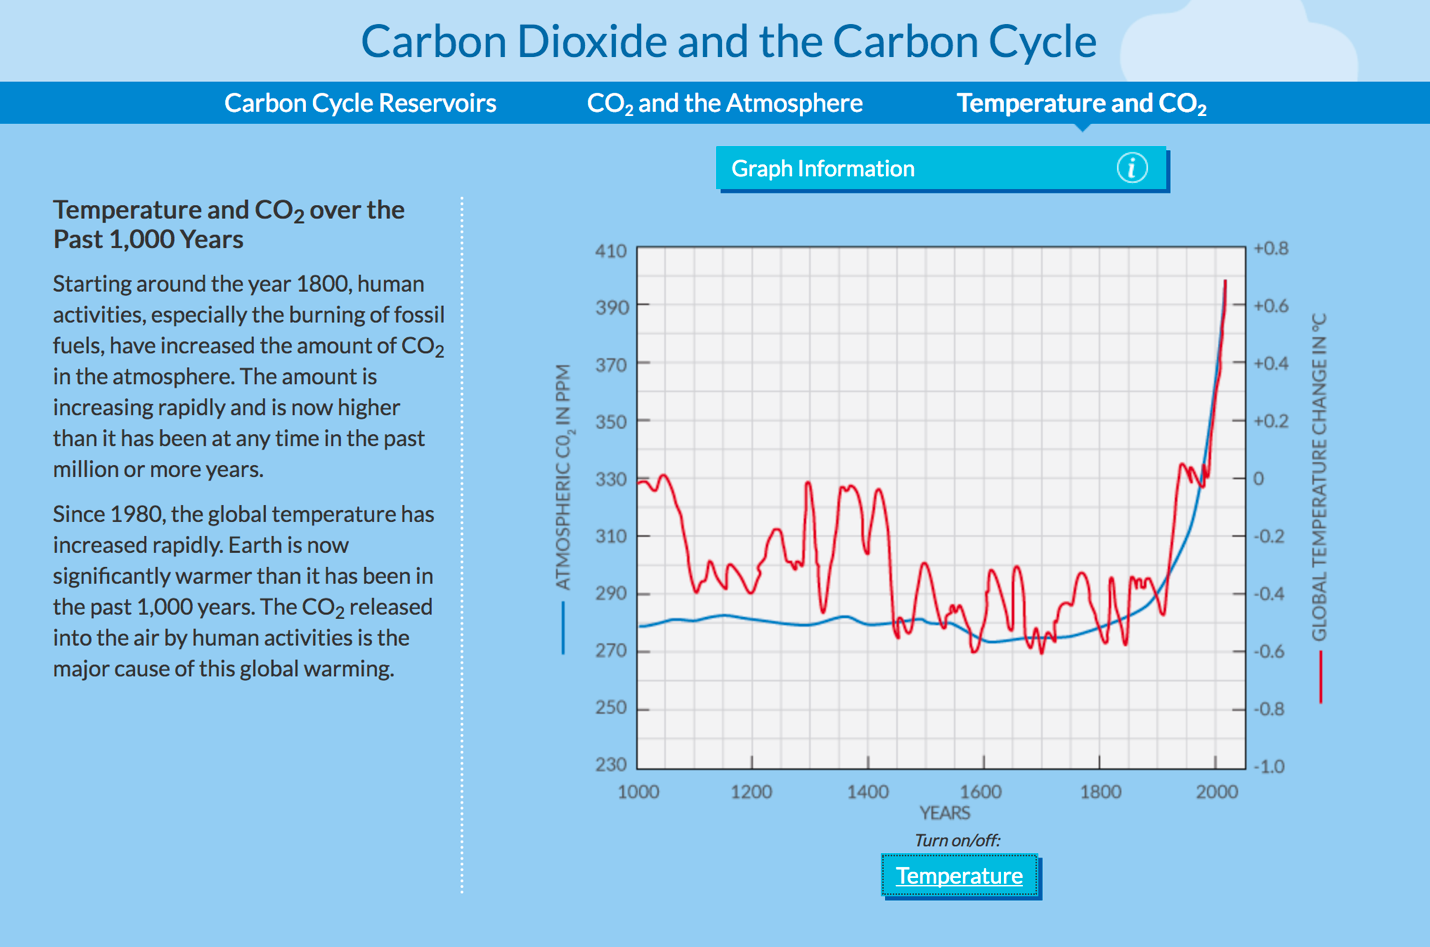 Carbon Dioxide and the Carbon Cycle
Carbon Cycle Reservoirs
CO₂ and the Atmosphere
Temperature and CO₂
Graph Information
i
Temperature and CO₂ over the
Past 1,000 Years
Starting around the year 1800, human
activities, especially the burning of fossil
fuels, have increased the amount of CO₂
in the atmosphere. The amount is
increasing rapidly and is now higher
than it has been at any time in the past
million or more years.
Since 1980, the global temperature has
increased rapidly. Earth is now
significantly warmer than it has been in
the past 1,000 years. The CO₂ released
into the air by human activities is the
major cause of this global warming.
ATMOSPHERIC CO₂ IN PPM
410
390
370
350
330
310
290
270
250
230
+0.8
+0.6
+0.4
+0.2
0
-0.2
-0.4
-0.6
-0.8
-1.0
GLOBAL TEMPERATURE CHANGE IN °C
1000
1200
1400
1600
1800
2000
YEARS
Turn on/off:
Temperature